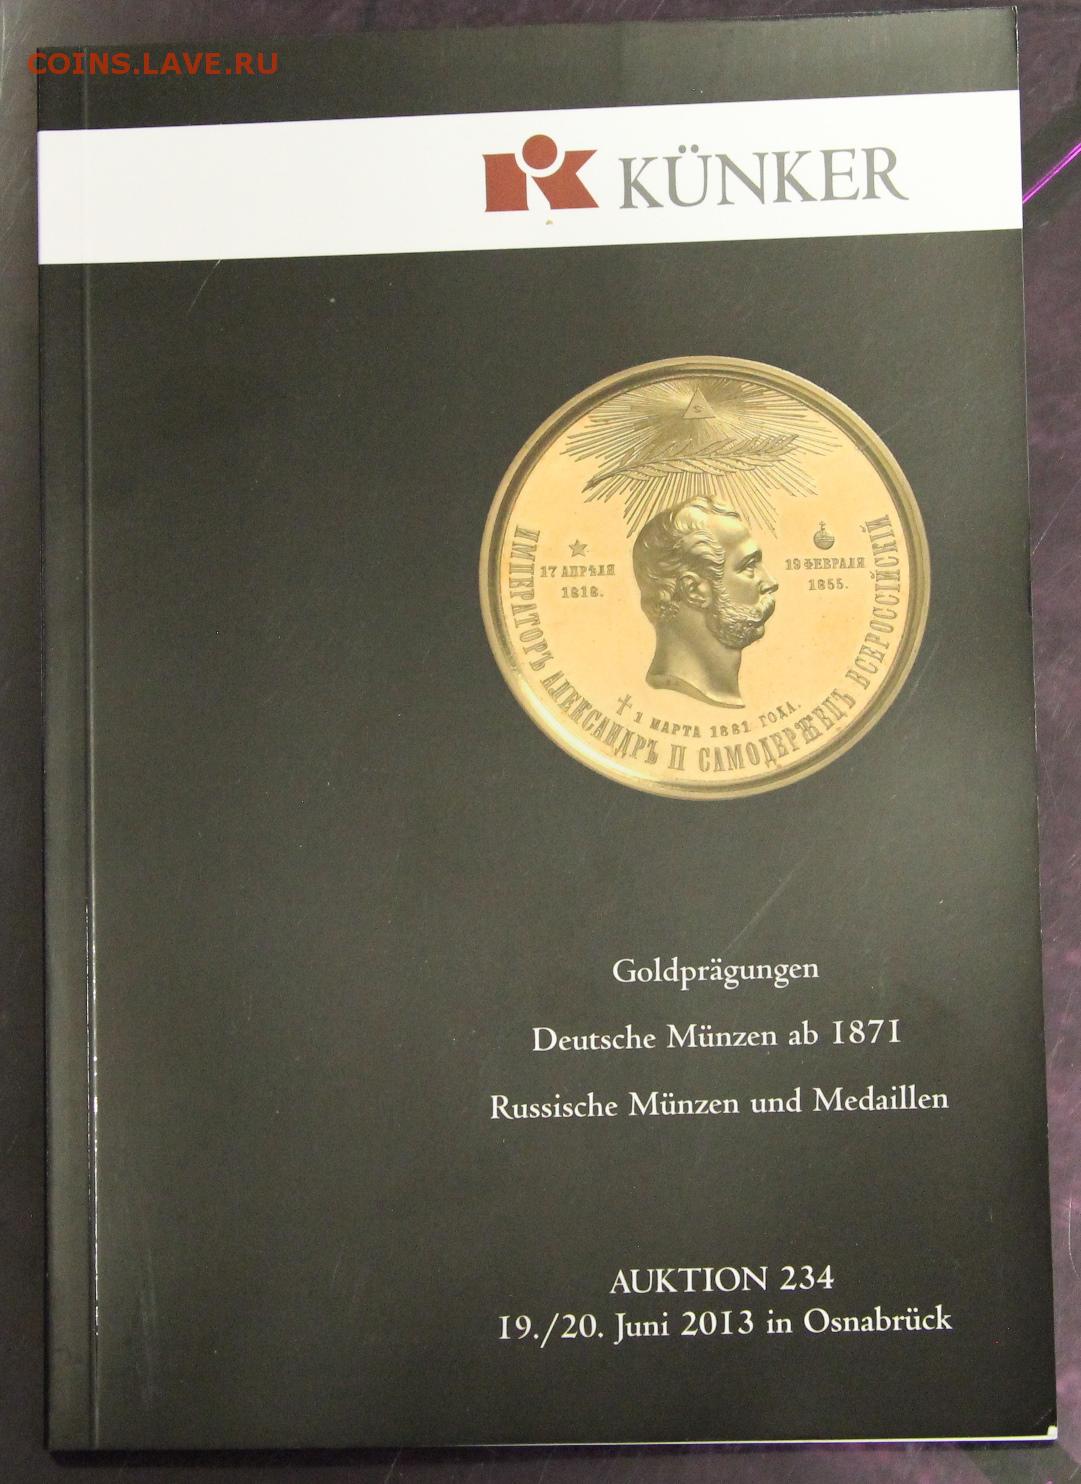 COINS.LAVE.RU
KÜNKER
ИМПЕРАТОРЪ АЛЕКСАНДРЪ II САМОДЕРЖЕЦЪ ВСЕРОССІЙСКІЙ
17 АПРѢЛЯ
1818.
19 ФЕВРАЛЯ
1855.
1 МАРТА 1881 ГОДА.
Goldprägungen
Deutsche Münzen ab 1871
Russische Münzen und Medaillen
AUKTION 234
19./20. Juni 2013 in Osnabrück